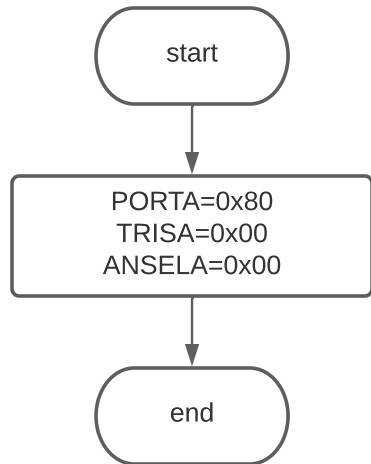 start
PORTA=0x80
TRISA=0x00
ANSELA=0x00
end